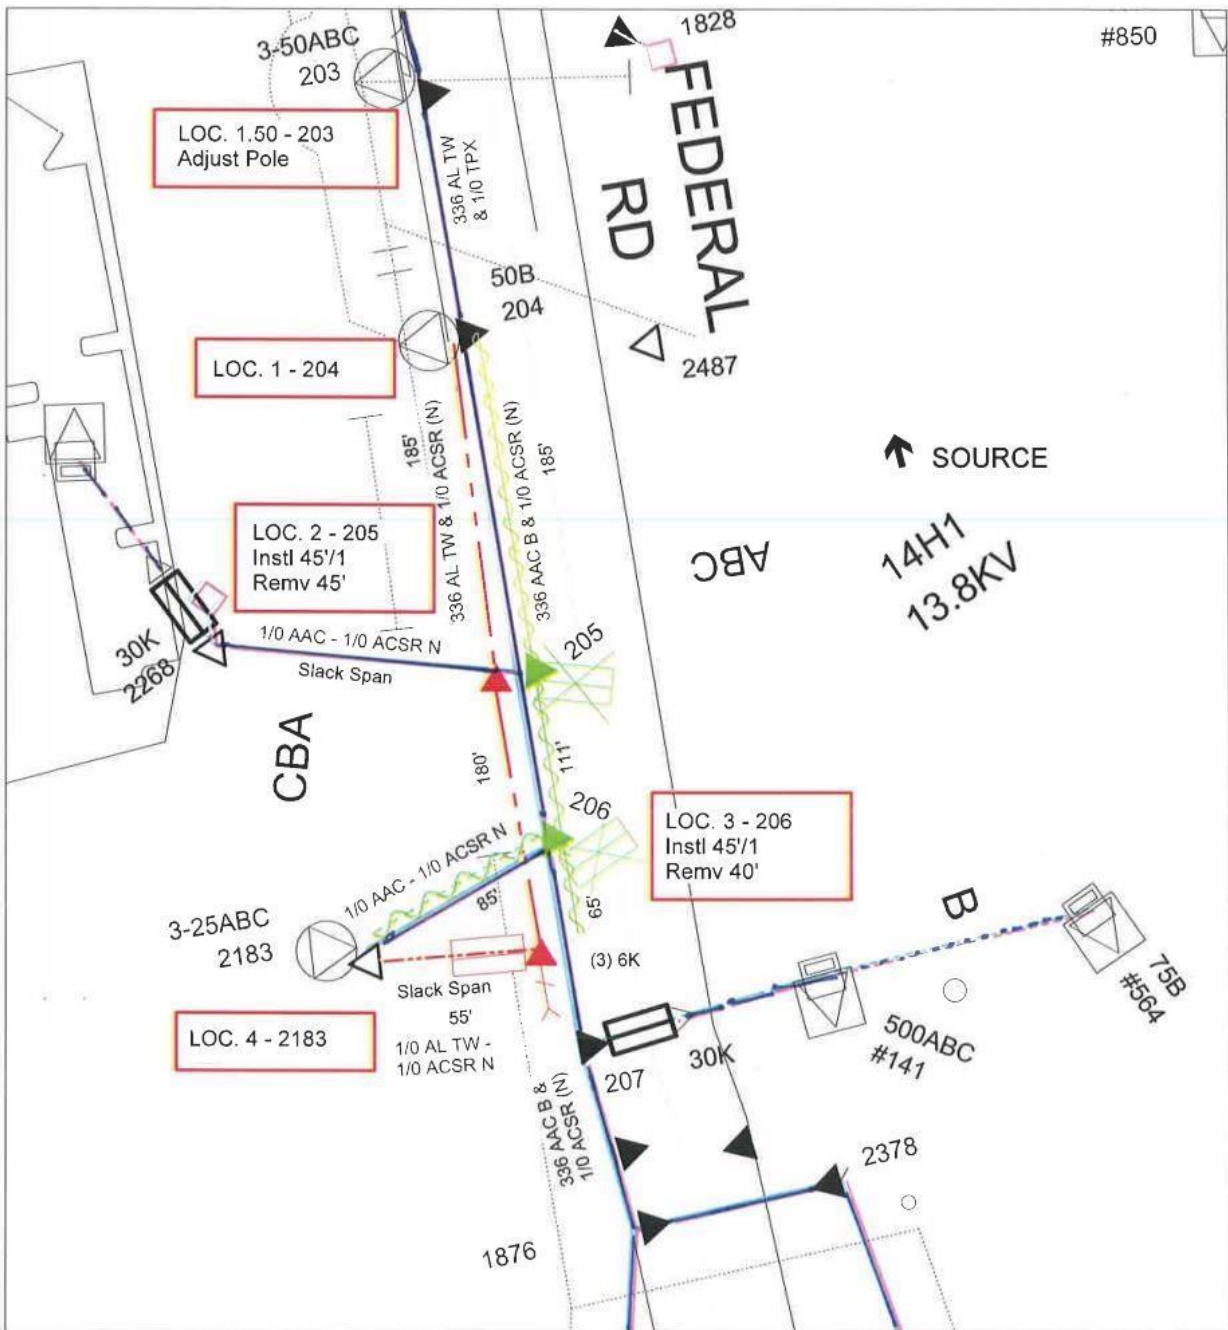 3-50ABC
203
1828
#850
FEDERAL
RD
LOC. 1.50 - 203
Adjust Pole
336 AL TW
& 1/0 TPX
50B
204
2487
LOC. 1 - 204
SOURCE
185'
336 AL TW & 1/0 ACSR (N)
336 AAC B & 1/0 ACSR (N)
185'
LOC. 2 - 205
Instl 45'/1
Remv 45'
ABC
14H1
13.8KV
30K
2268
1/0 AAC - 1/0 ACSR N
Slack Span
205
CBA
180'
111'
206
LOC. 3 - 206
Instl 45'/1
Remv 40'
1/0 AAC - 1/0 ACSR N
85'
65'
3-25ABC
2183
(3) 6K
B
75B
#564
Slack Span
55'
1/0 AL TW -
1/0 ACSR N
LOC. 4 - 2183
500ABC
#141
30K
207
336 AAC B &
1/0 ACSR (N)
2378
1876